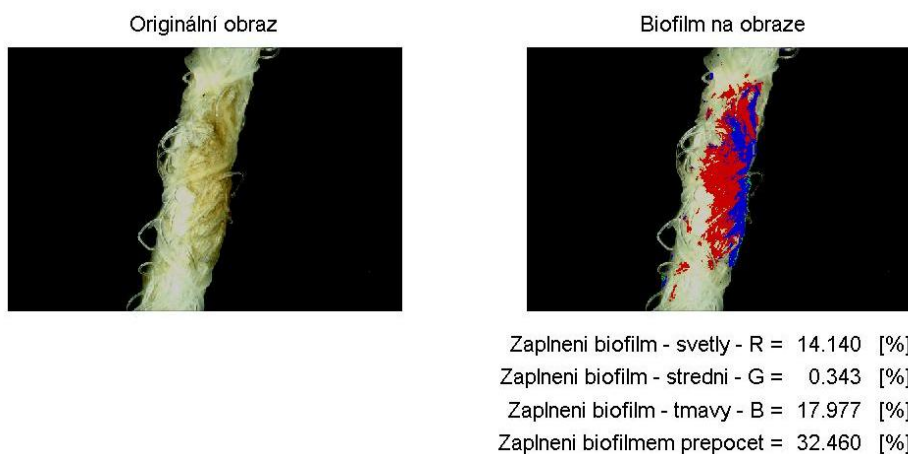 Originální obraz
Biofilm na obraze
Zaplneni biofilm - svetly - R = 14.140 [%]
Zaplneni biofilm - stredni - G = 0.343 [%]
Zaplneni biofilm - tmavy - B = 17.977 [%]
Zaplneni biofilmem prepocet = 32.460 [%]